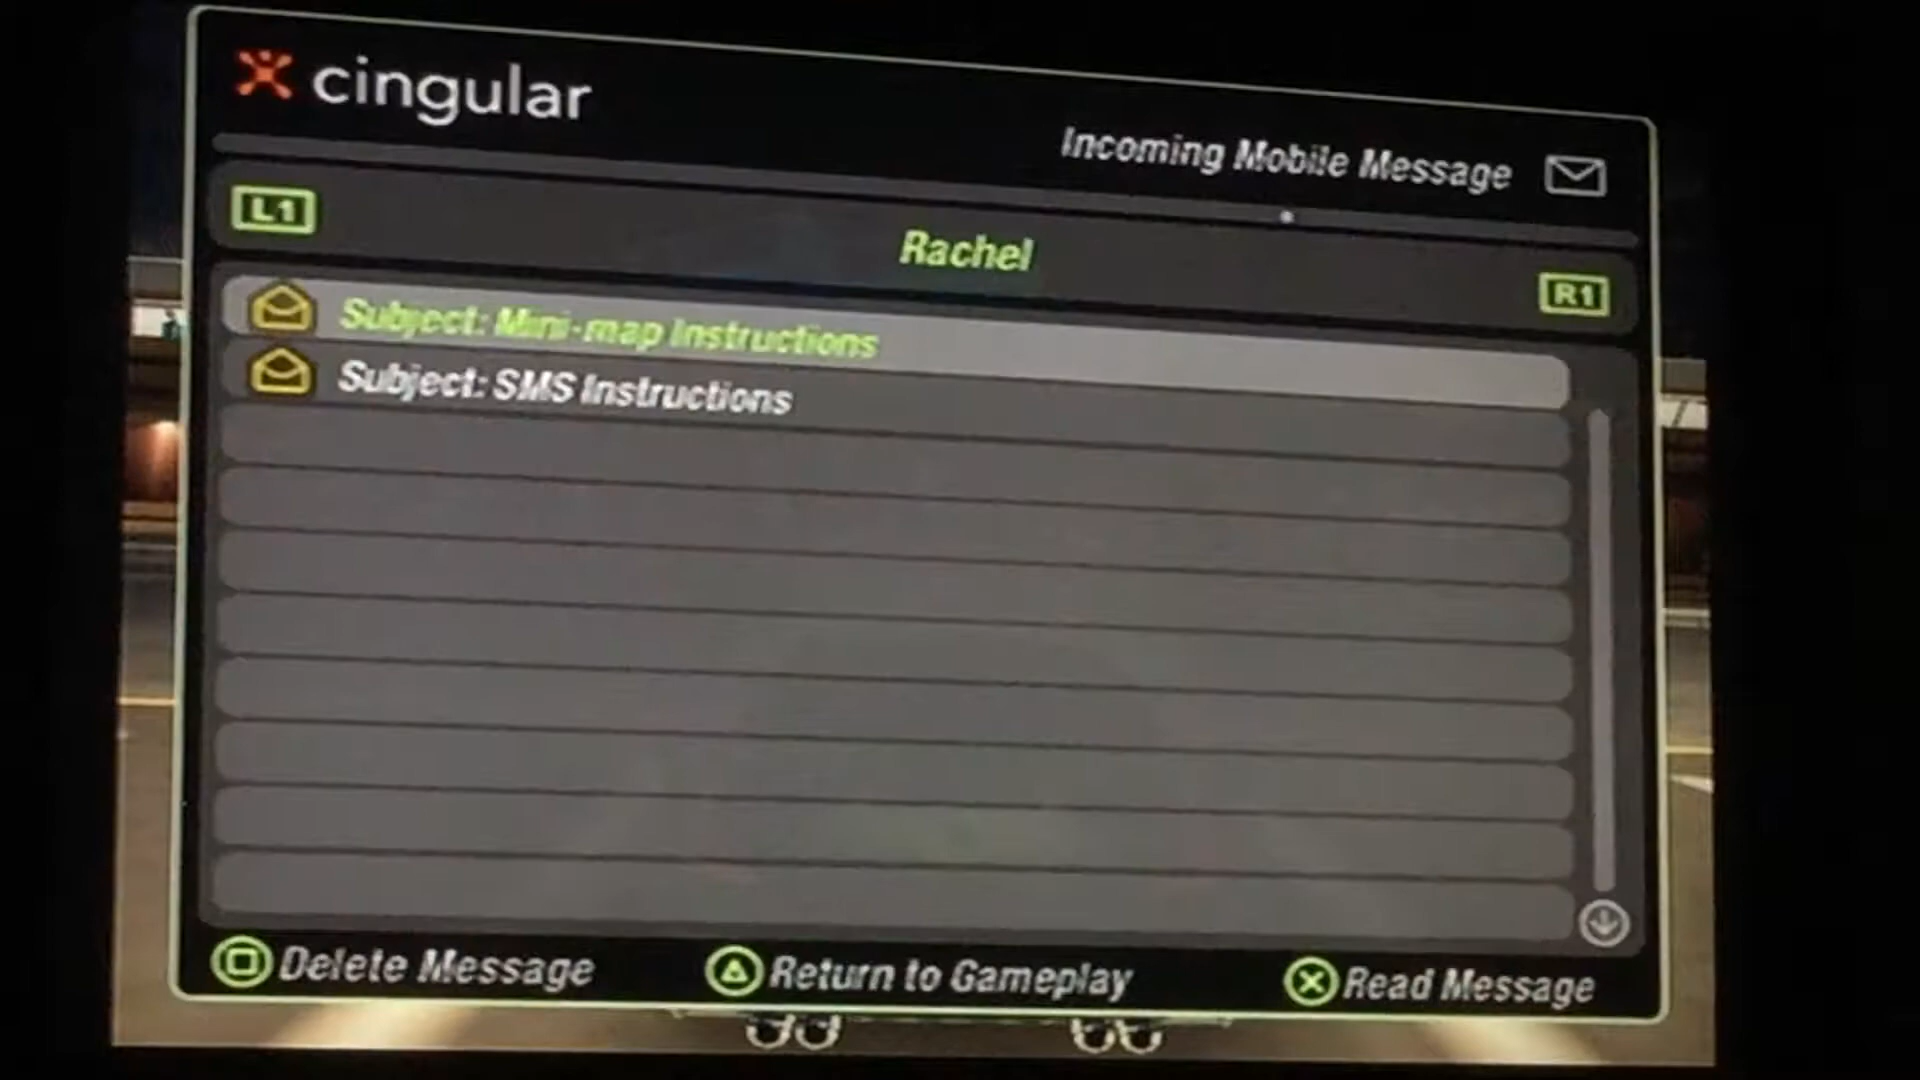 cingular
Incoming Mobile Message
L1
Rachel
R1
Subject: Mini-map Instructions
Subject: SMS Instructions
Delete Message
Return to Gameplay
Read Message